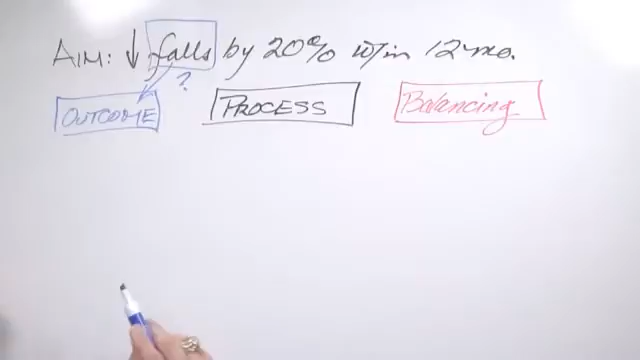 AIM: ↓ falls by 20% w/in 12 mo.
?
OUTCOME PROCESS Balancing